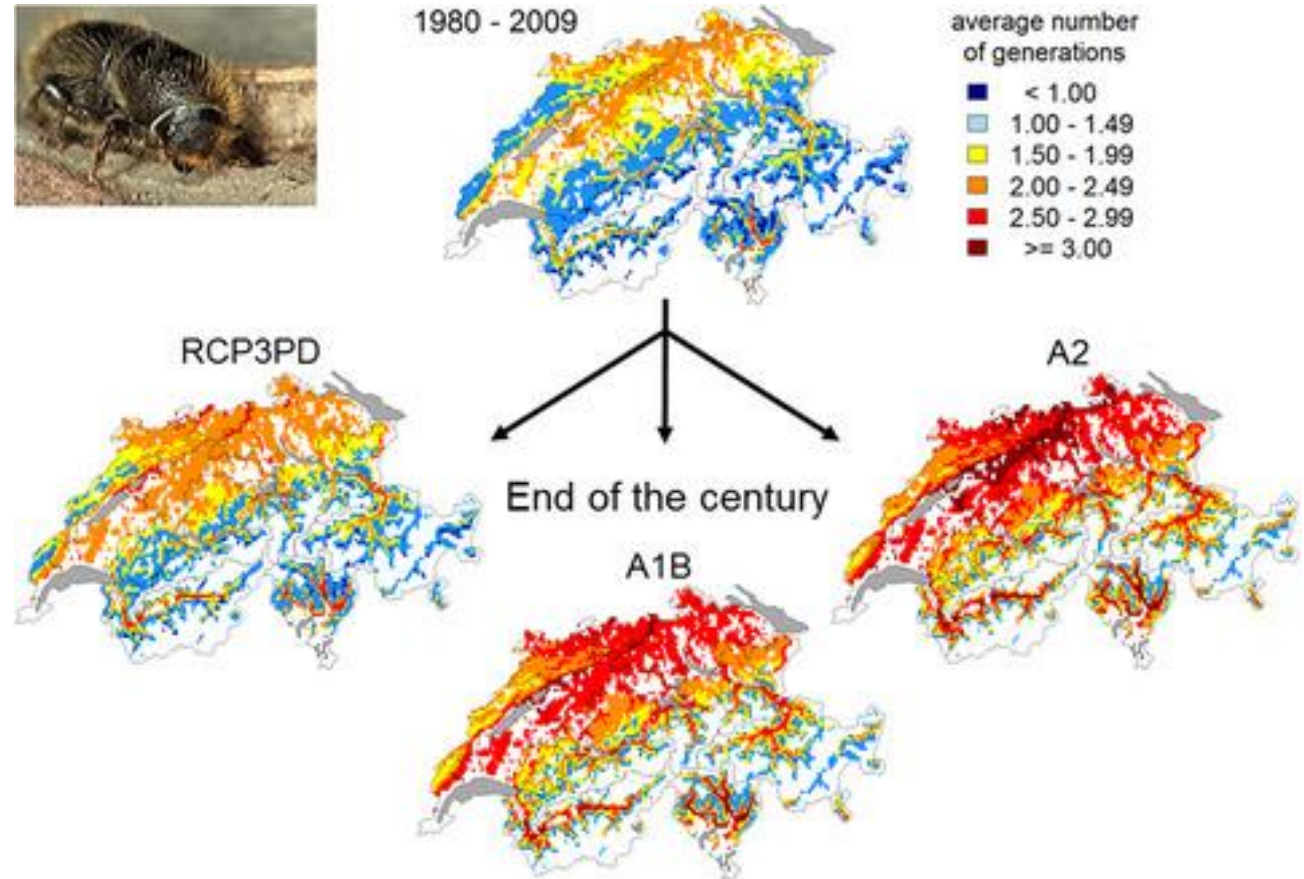 1980 - 2009
average number
of generations
< 1.00
1.00 - 1.49
1.50 - 1.99
2.00 - 2.49
2.50 - 2.99
>= 3.00
RCP3PD
A2
End of the century
A1B